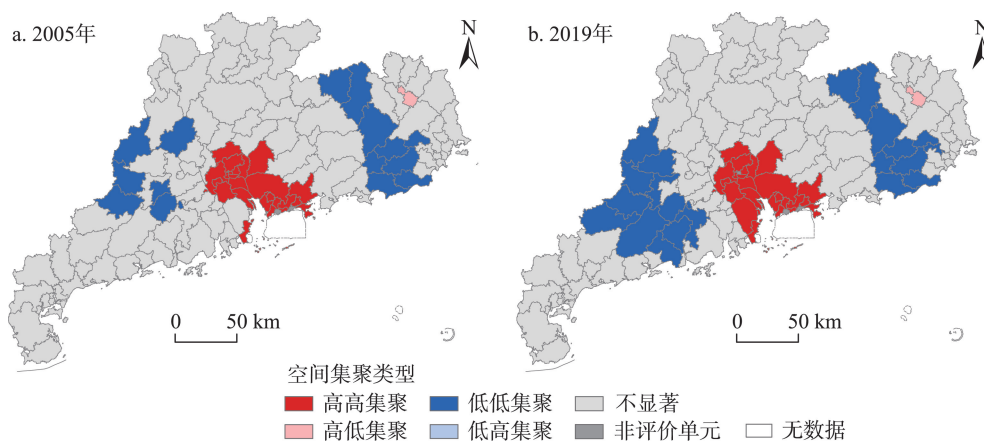 a. 2005年
N
b. 2019年
N
0 50 km
0 50 km
空间集聚类型
高高集聚 低低集聚 不显著
高低集聚 低高集聚 非评价单元 无数据